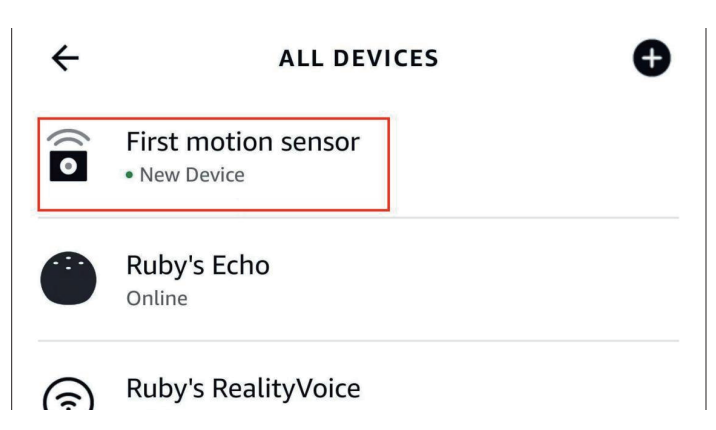 ALL DEVICES
First motion sensor
• New Device
Ruby's Echo
Online
Ruby's RealityVoice